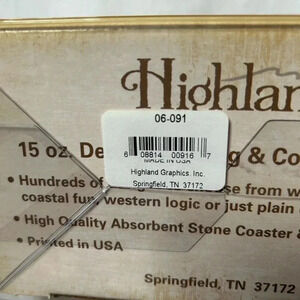 Highlan
06-091
6 08814 00916 7
MADE IN USA
Highland Graphics, Inc.
Springfield, TN 37172
15 oz. De g & Co
• Hundreds of se from w
coastal fun, western logic or just plain
• High Quality Absorbent Stone Coaster
• Printed in USA
Springfield, TN 37172